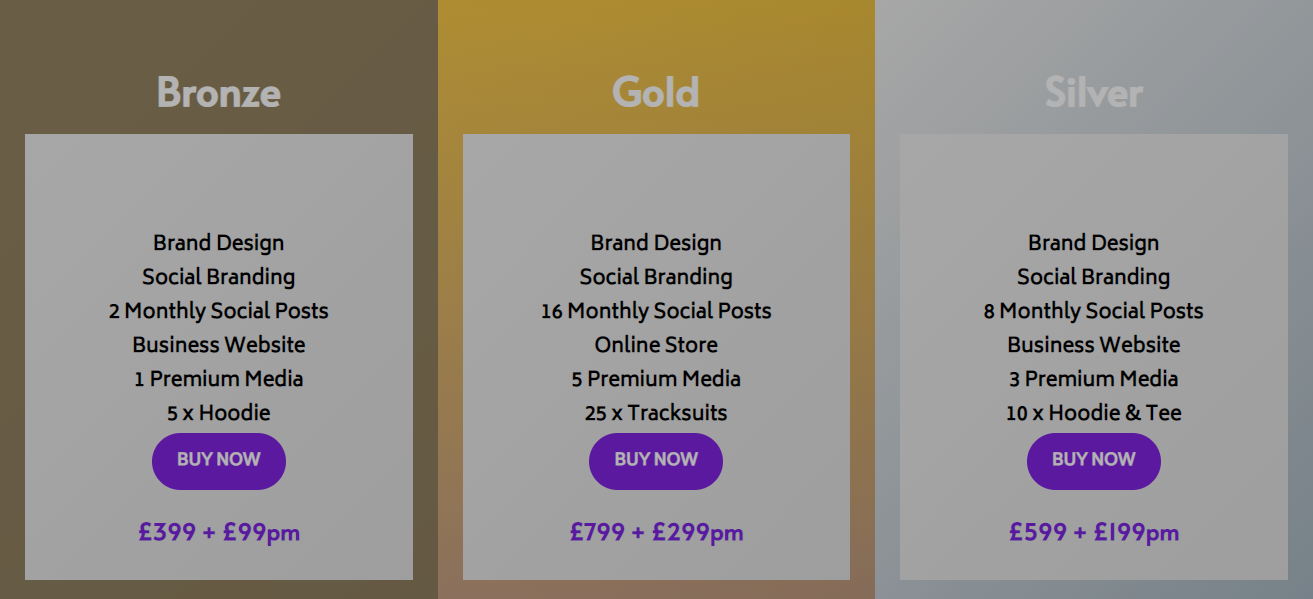 Bronze
Brand Design
Social Branding
2 Monthly Social Posts
Business Website
1 Premium Media
5 x Hoodie
BUY NOW
£399 + £99pm
Gold
Brand Design
Social Branding
16 Monthly Social Posts
Online Store
5 Premium Media
25 x Tracksuits
BUY NOW
£799 + £299pm
Silver
Brand Design
Social Branding
8 Monthly Social Posts
Business Website
3 Premium Media
10 x Hoodie & Tee
BUY NOW
£599 + £199pm